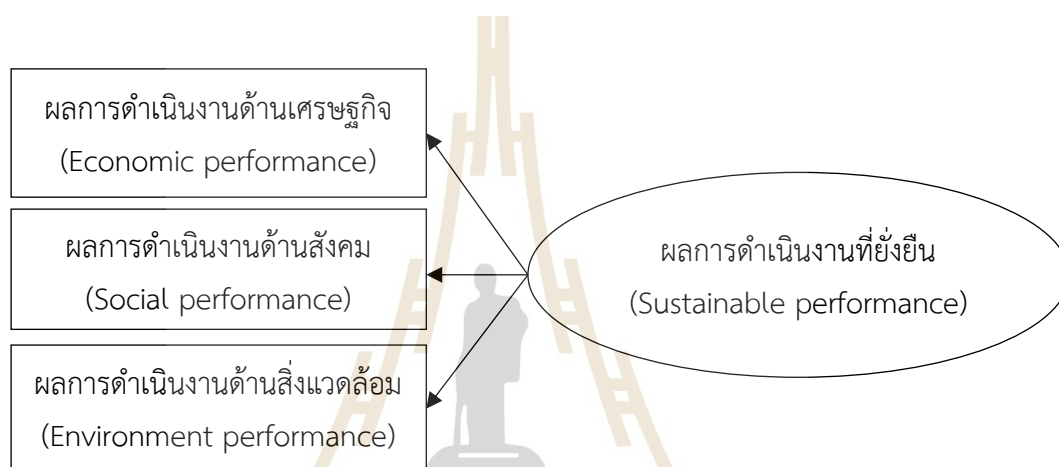 ผลการดำเนินงานด้านเศรษฐกิจ
(Economic performance)
ผลการดำเนินงานด้านสังคม
(Social performance)
ผลการดำเนินงานที่ยั่งยืน
(Sustainable performance)
ผลการดำเนินงานด้านสิ่งแวดล้อม
(Environment performance)